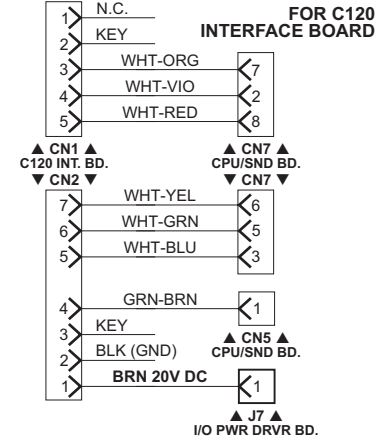 FOR C120
INTERFACE BOARD
1 N.C.
2 KEY
3 WHT-ORG 7
4 WHT-VIO 2
5 WHT-RED 8
▲ CN1 ▲ ▲ CN7 ▲
C120 INT. BD. CPU/SND BD.
▼ CN2 ▼ ▼ CN7 ▼
7 WHT-YEL 6
6 WHT-GRN 5
5 WHT-BLU 3
4 GRN-BRN 1
3 KEY
▲ CN5 ▲
2 BLK (GND) CPU/SND BD.
1 BRN 20V DC 1
▲ J7 ▲
I/O PWR DRVR BD.